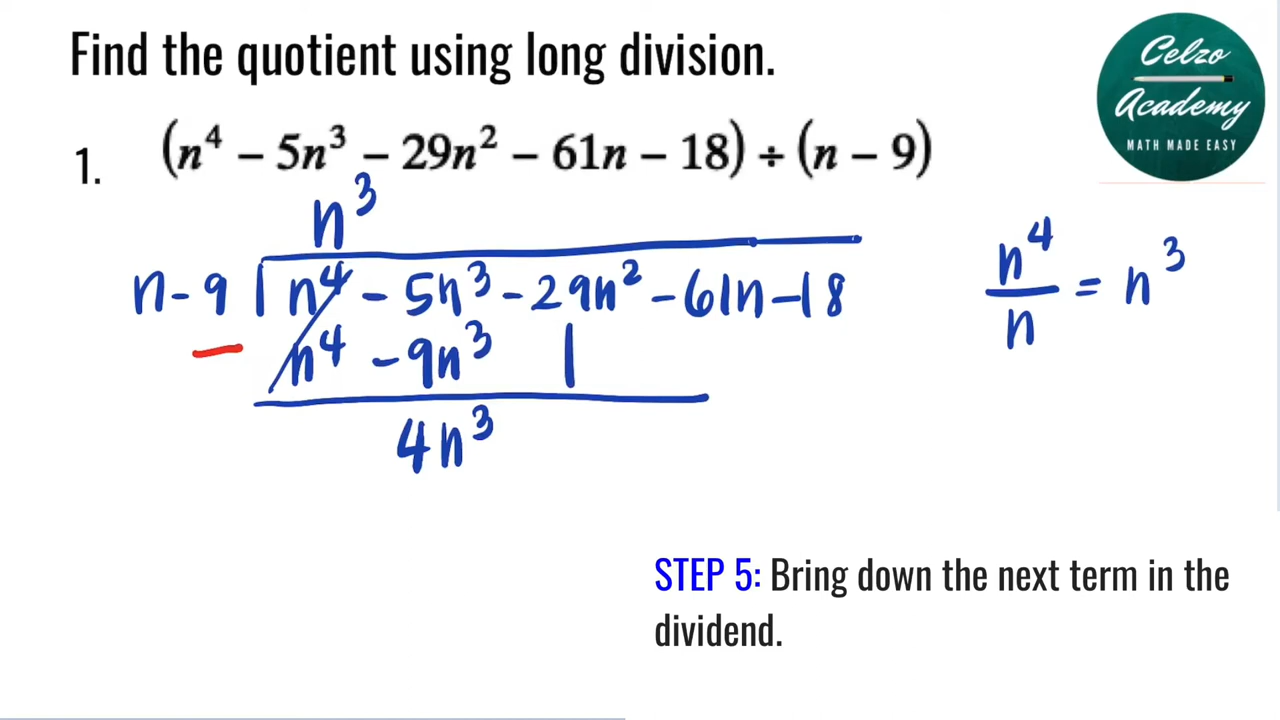 Find the quotient using long division.
Celzo
Academy
MATH MADE EASY
1. (n⁴ – 5n³ – 29n² – 61n – 18) ÷ (n – 9)
n³
n - 9 n⁴ - 5n³ - 29n² - 61n - 18
n⁴ - 9n³
4n³
n⁴/n = n³
STEP 5: Bring down the next term in the
dividend.